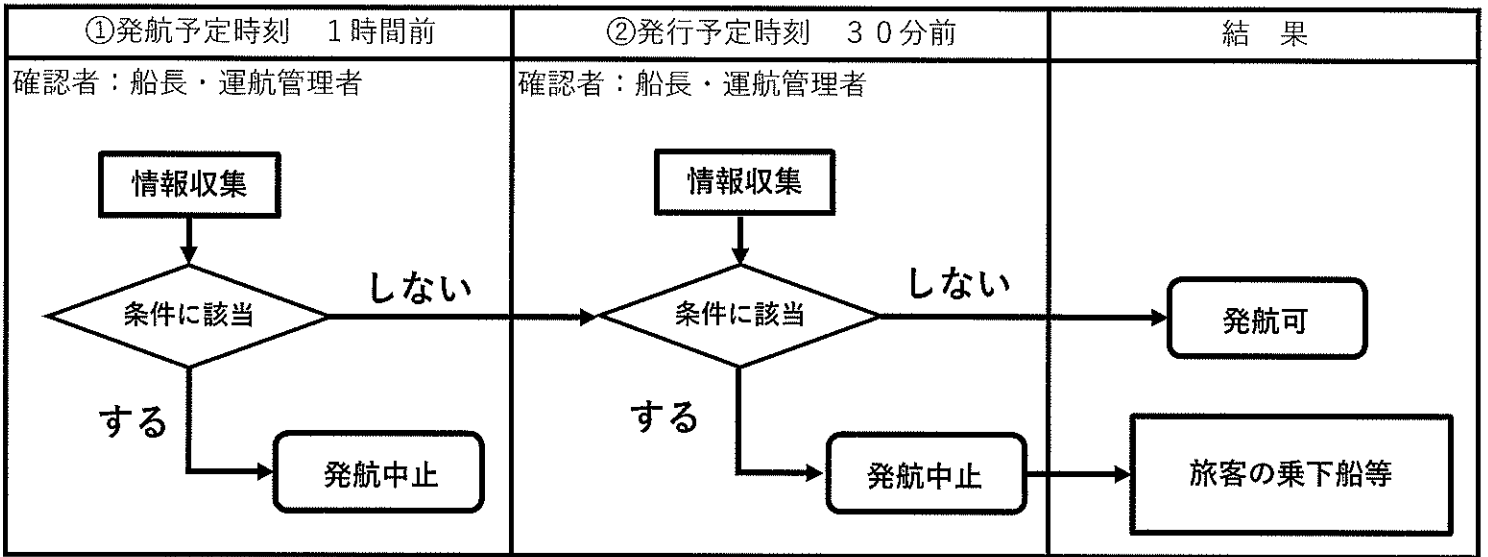 ①発航予定時刻　１時間前
②発行予定時刻　３０分前
結　果
確認者：船長・運航管理者
確認者：船長・運航管理者
情報収集
情報収集
条件に該当
しない
条件に該当
しない
発航可
する
発航中止
する
発航中止
旅客の乗下船等